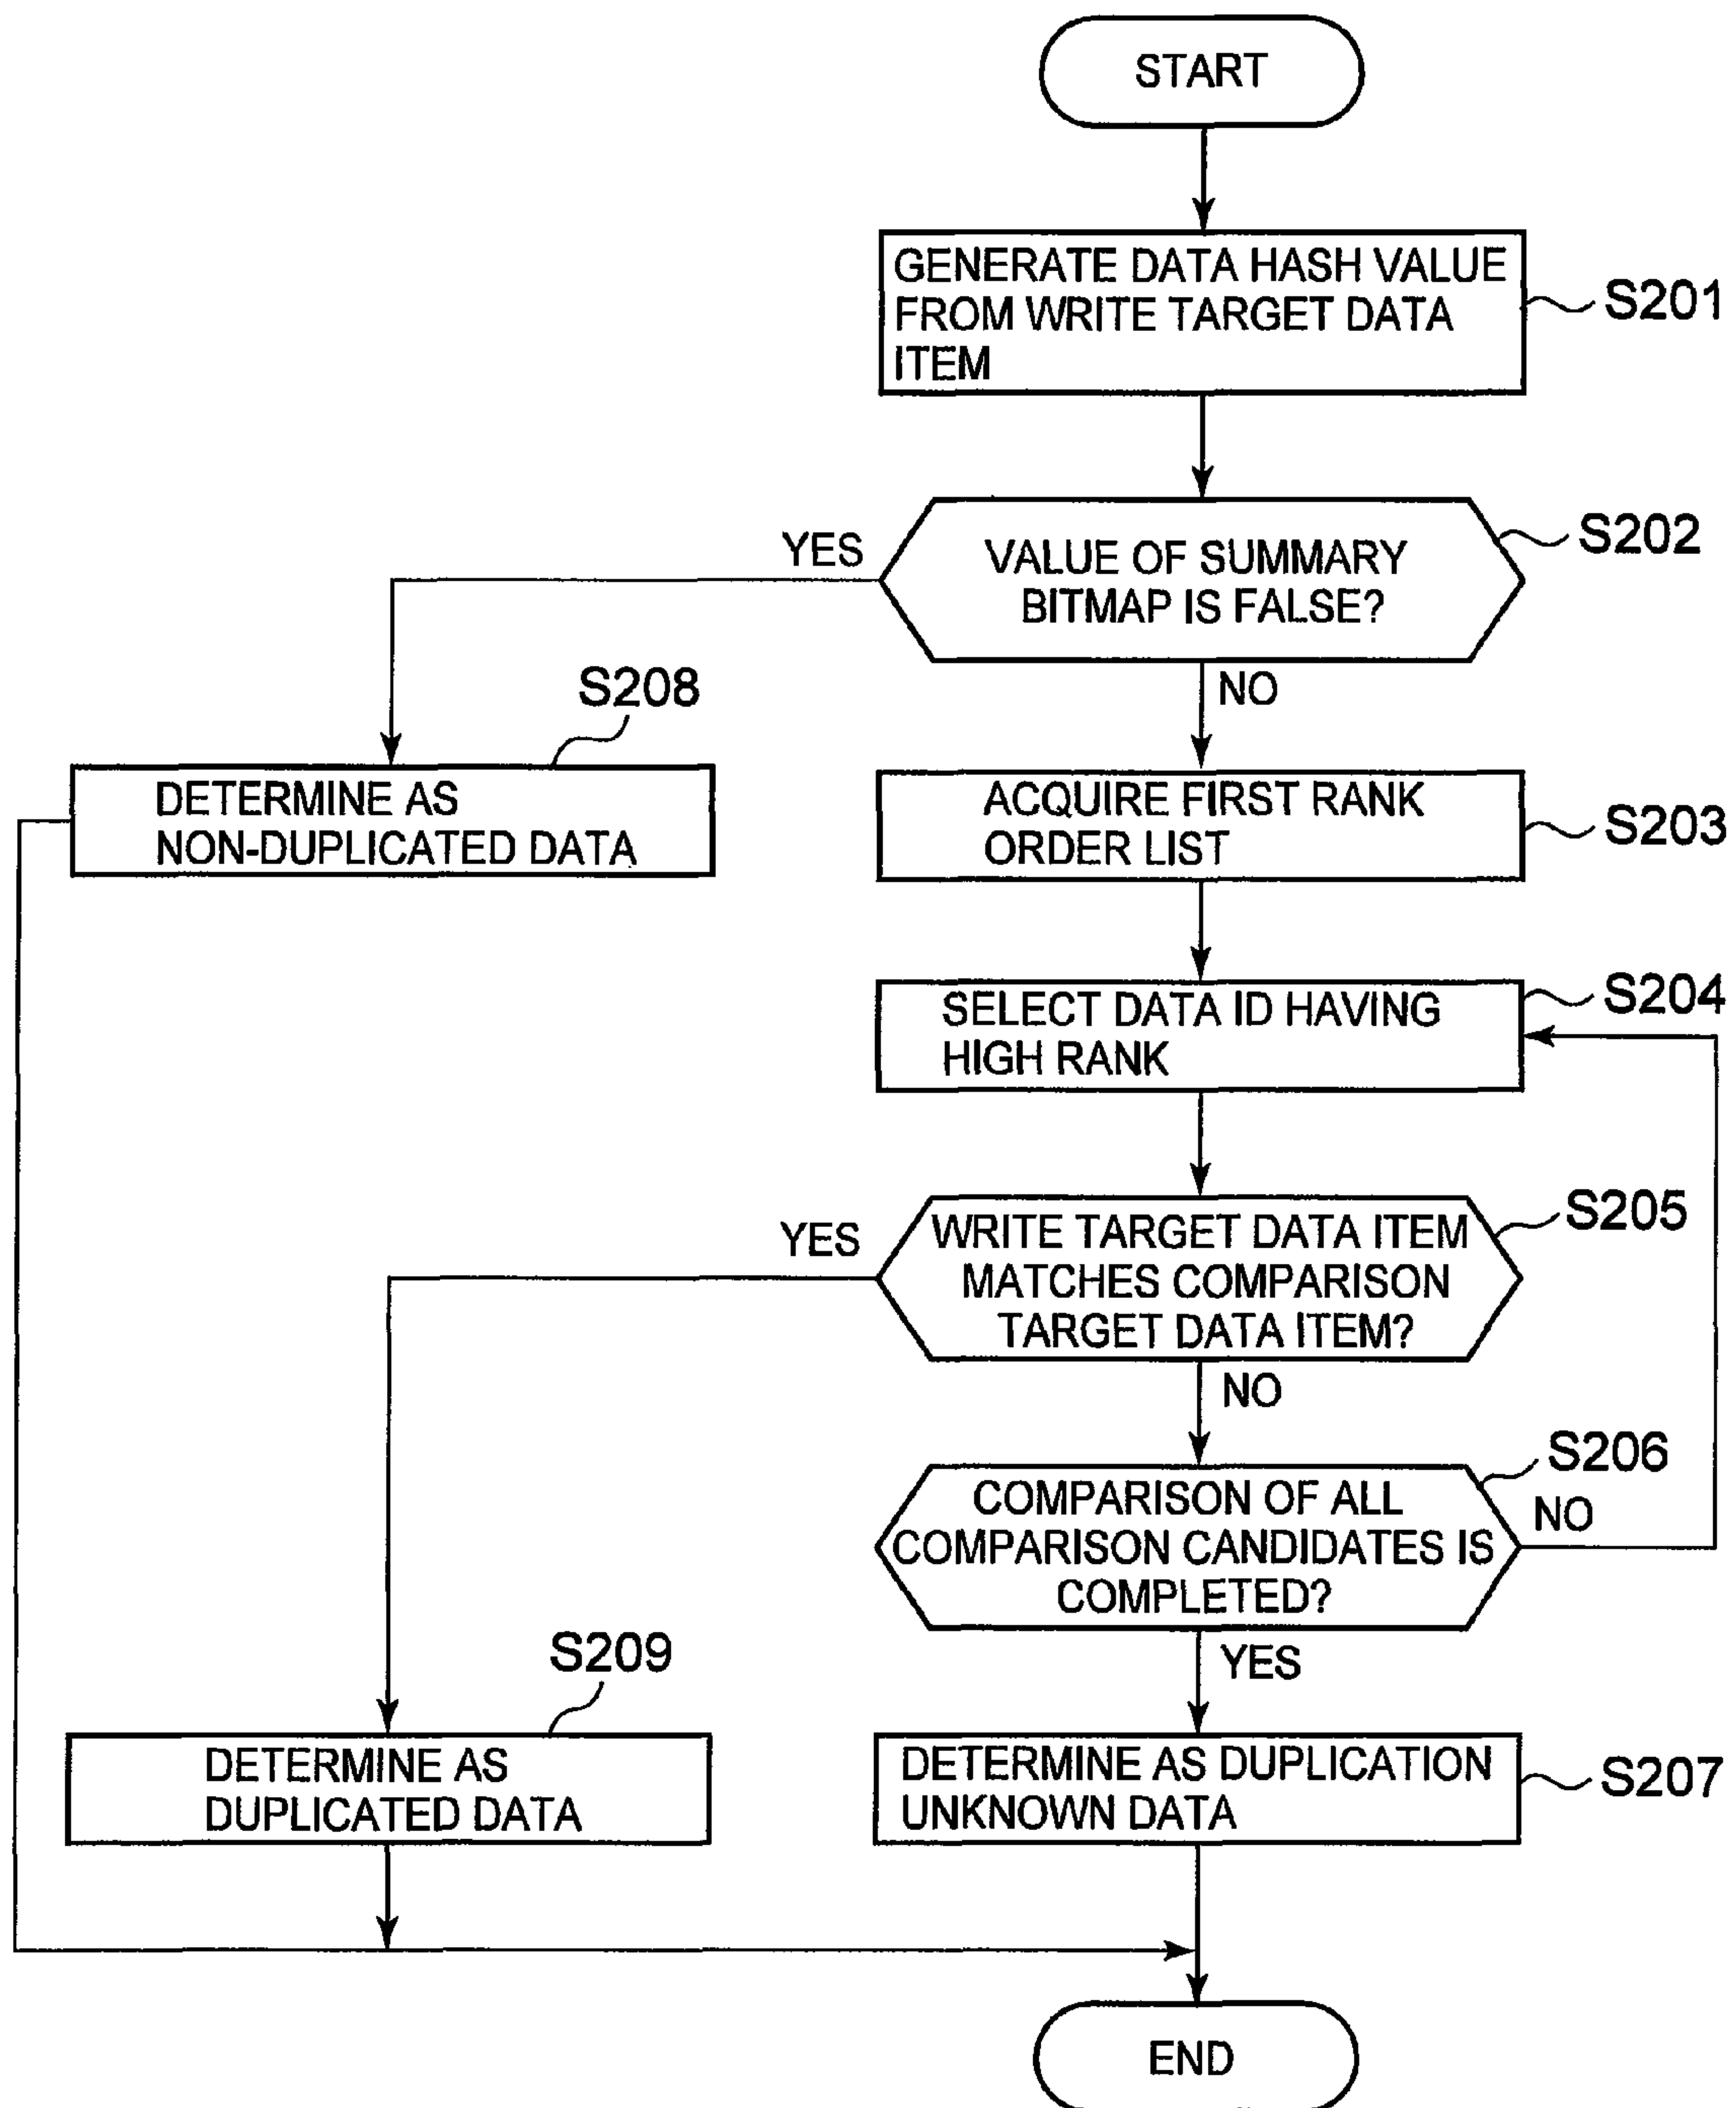 START
GENERATE DATA HASH VALUE
FROM WRITE TARGET DATA
ITEM
S201
S202
YES
VALUE OF SUMMARY
BITMAP IS FALSE?
NO
S208
DETERMINE AS
NON-DUPLICATED DATA
ACQUIRE FIRST RANK
ORDER LIST
S203
SELECT DATA ID HAVING
HIGH RANK
S204
S205
YES
WRITE TARGET DATA ITEM
MATCHES COMPARISON
TARGET DATA ITEM?
NO
S206
COMPARISON OF ALL
COMPARISON CANDIDATES IS
COMPLETED?
NO
YES
S209
DETERMINE AS
DUPLICATED DATA
DETERMINE AS DUPLICATION
UNKNOWN DATA
S207
END